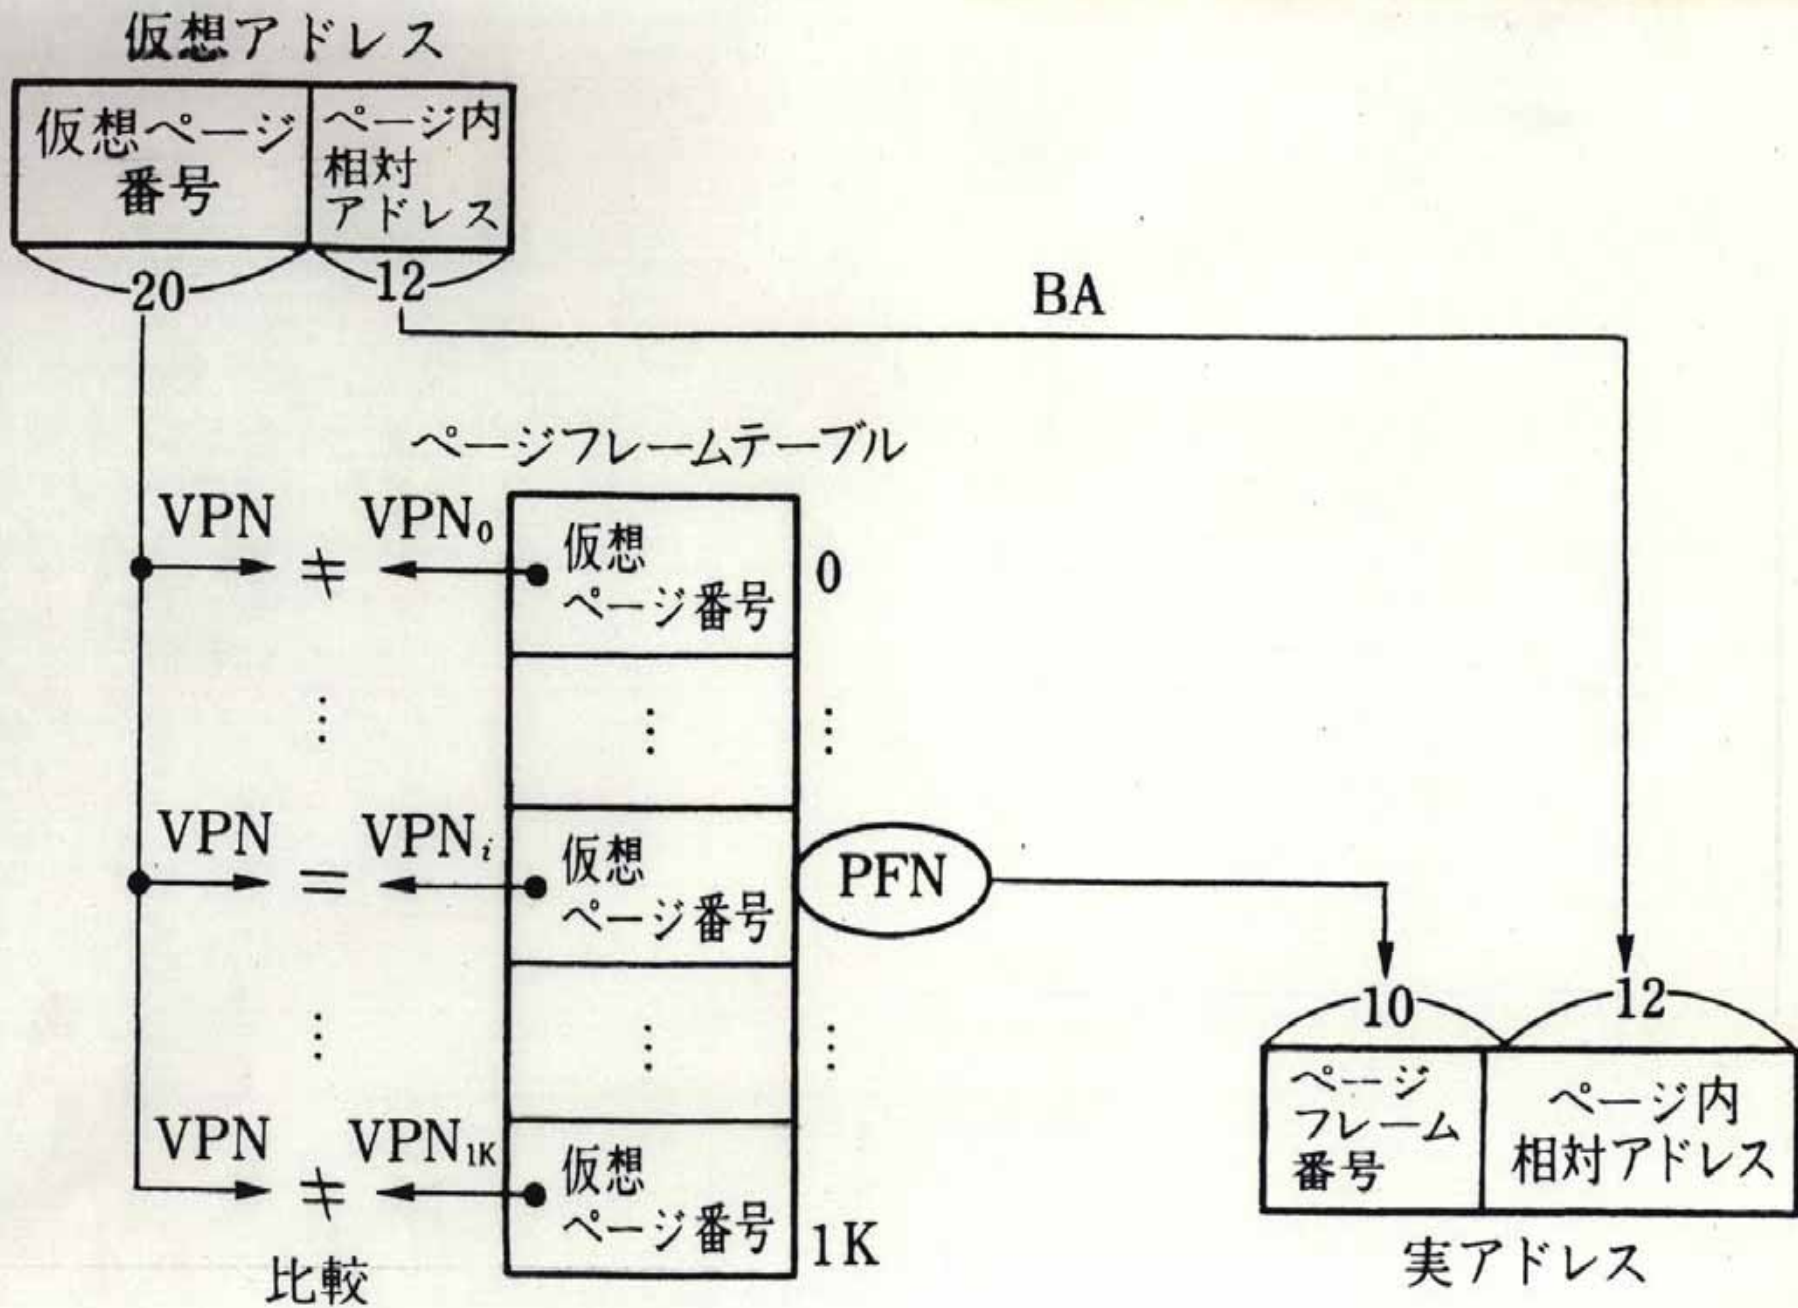 仮想アドレス
仮想ページ
番号
ページ内
相対
アドレス
20
12
BA
ページフレームテーブル
VPN ≠ VPN₀
仮想
ページ番号
0
⋮ ⋮ ⋮
VPN = VPNᵢ
仮想
ページ番号
PFN
⋮ ⋮ ⋮
10
12
ページ
フレーム
番号
ページ内
相対アドレス
実アドレス
VPN ≠ VPN1K
仮想
ページ番号
1K
比較